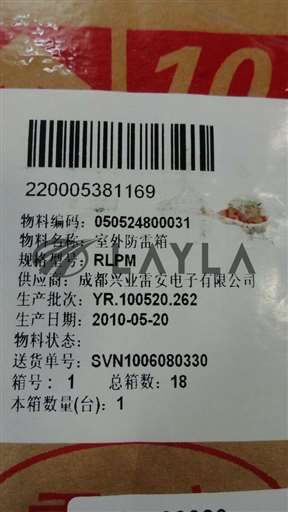 10
220005381169
物料编码: 050524800031
物料名称: 室外防雷箱
规格型号: RLPM
LAYLA
供应商: 成都兴业雷安电子有限公司
生产批次: YR.100520.262
生产日期: 2010-05-20
物料状态:
送货单号: SVN1006080330
箱号: 1 总箱数: 18
本箱数量(台): 1